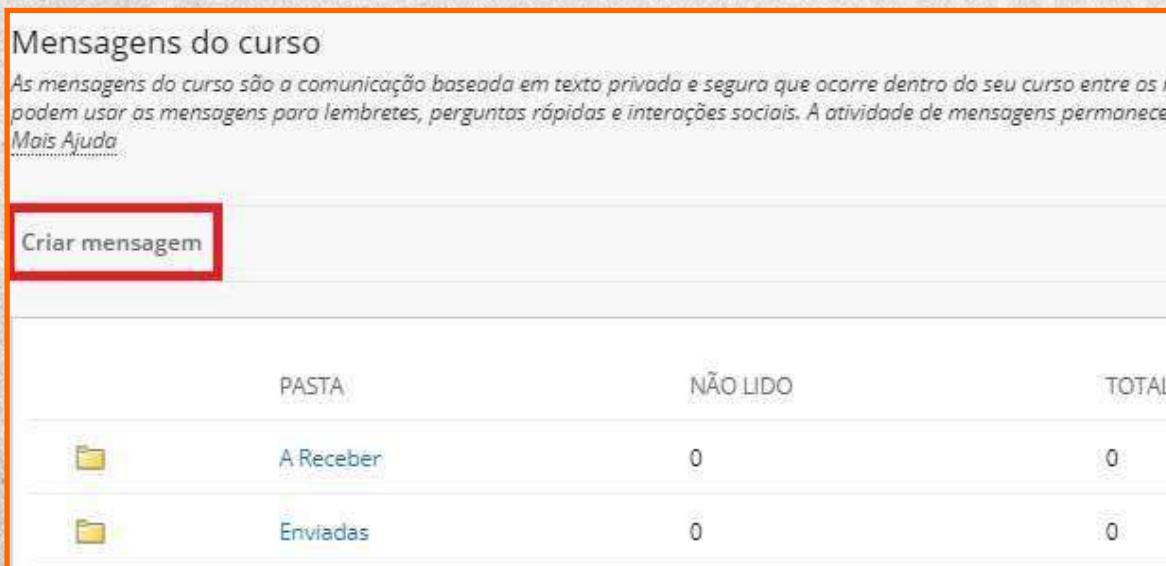 Mensagens do curso
As mensagens do curso são a comunicação baseada em texto privada e segura que ocorre dentro do seu curso entre os
podem usar as mensagens para lembretes, perguntas rápidas e interações sociais. A atividade de mensagens permanece
Mais Ajuda
Criar mensagem
PASTA NÃO LIDO TOTAL
A Receber 0 0
Enviadas 0 0